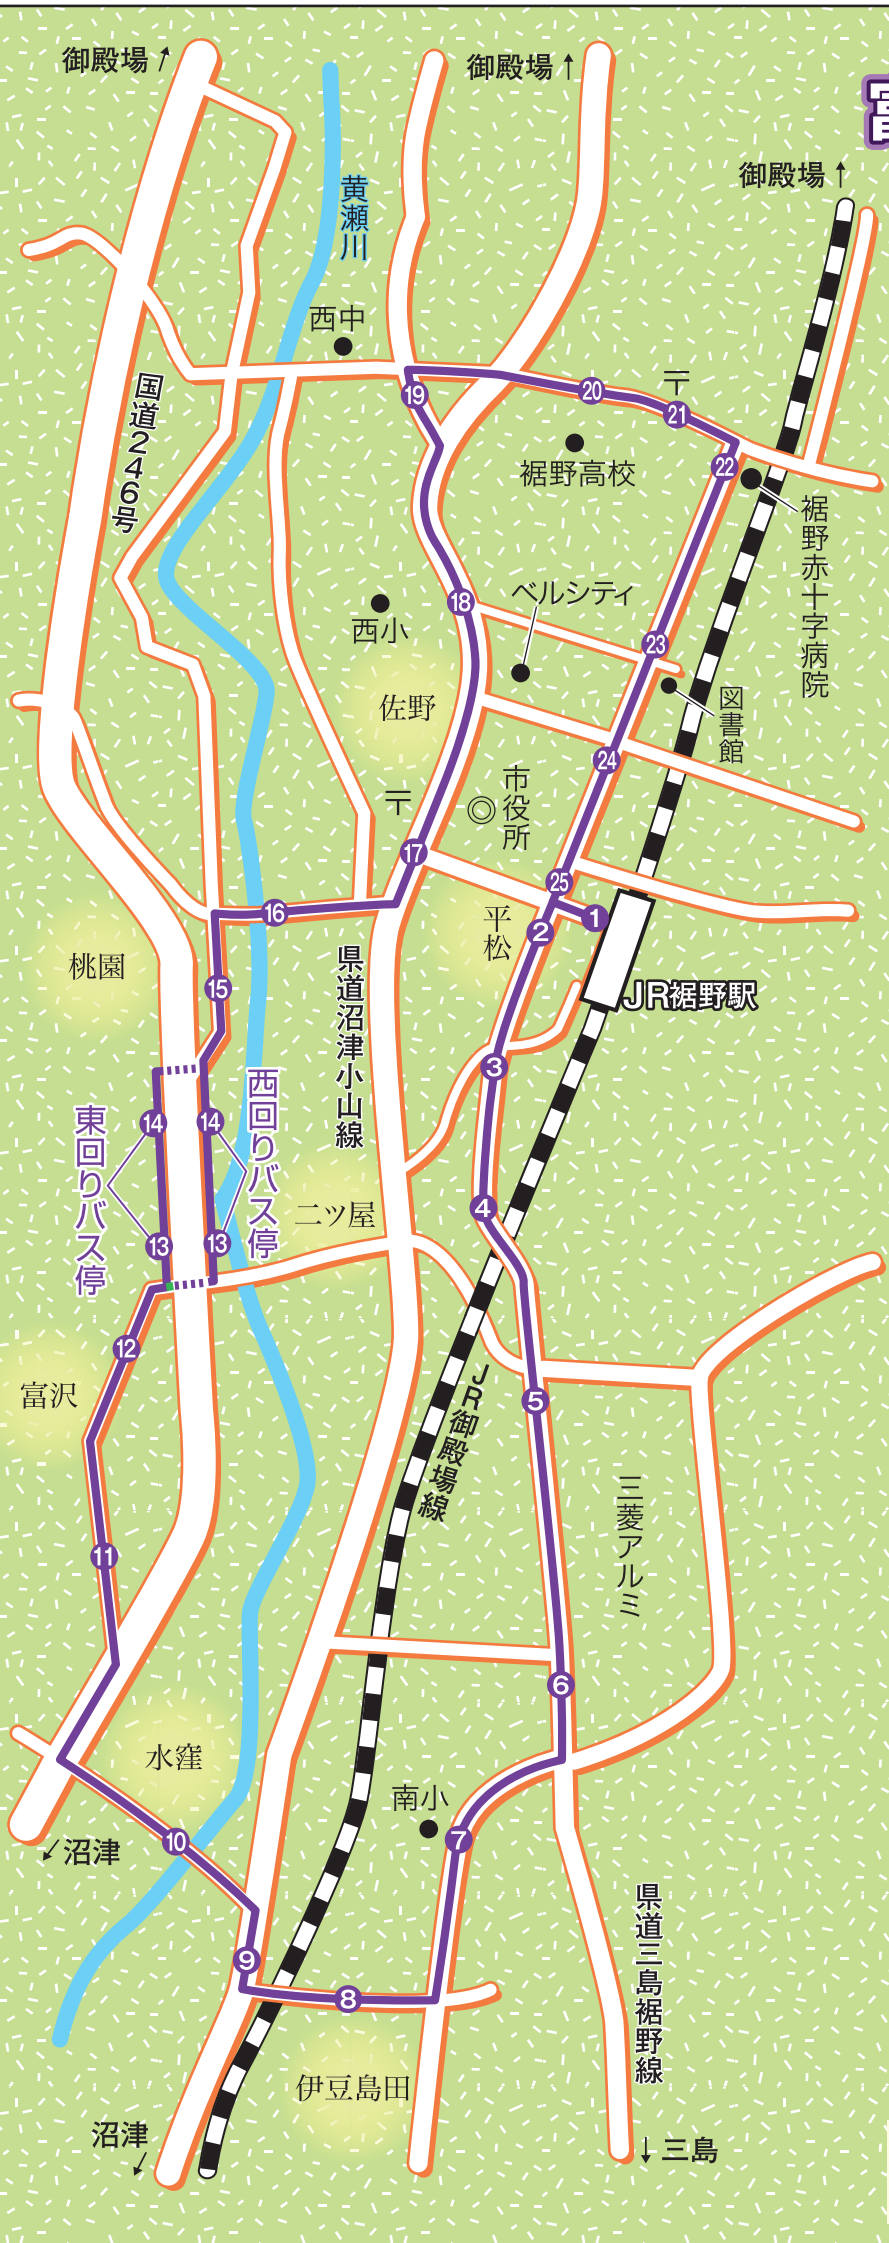 御殿場↗
御殿場↑
御殿場↑
黄瀬川
西中
国道246号
⑲
⑳
〒
㉑
㉒
裾野高校
裾野赤十字病院
西小
⑱
ベルシティ
㉓
図書館
佐野
㉔
〒
市役所
◎
⑰
㉕
①
②
平松
⑯
桃園
県道沼津小山線
⑮
JR裾野駅
③
東回りバス停
⑭
⑭
西回りバス停
⑬
⑬
二ツ屋
④
⑫
富沢
JR御殿場線
⑤
三菱アルミ
⑪
⑥
水窪
南小
⑦
⑩
↙沼津
県道三島裾野線
⑨
⑧
伊豆島田
沼津↙
↓三島